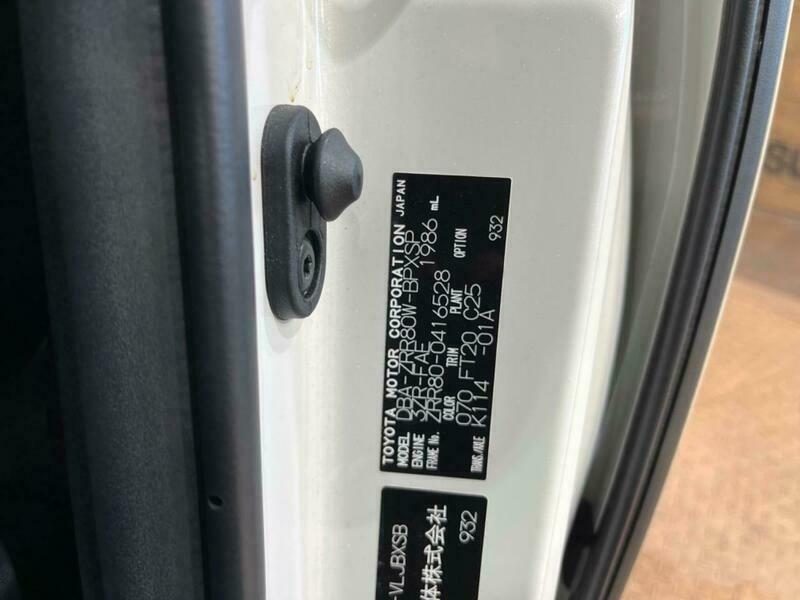 TOYOTA MOTOR CORPORATION JAPAN
MODEL DBA-ZRR80W-BPXSP
ENGINE 3ZR-FAE 1986 mL
FRAME No. ZRR80-0416528
COLOR TRIM PLANT OPTION
070 FT20 C25 932
TRANS./AXLE K114 -01A
-VLJBXSB
体株式会社 932
SU